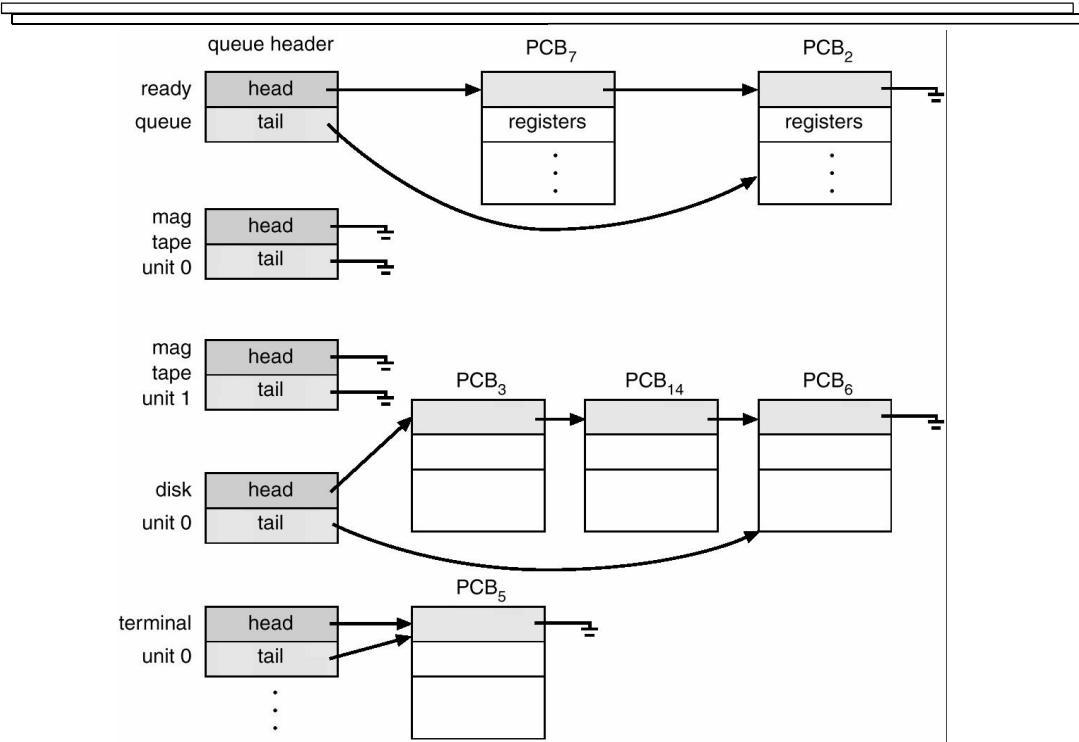 queue header
PCB7
PCB2
ready
queue
head
tail
registers
registers
mag
tape
unit 0
head
tail
mag
tape
unit 1
head
tail
PCB3
PCB14
PCB6
disk
unit 0
head
tail
PCB5
terminal
unit 0
head
tail